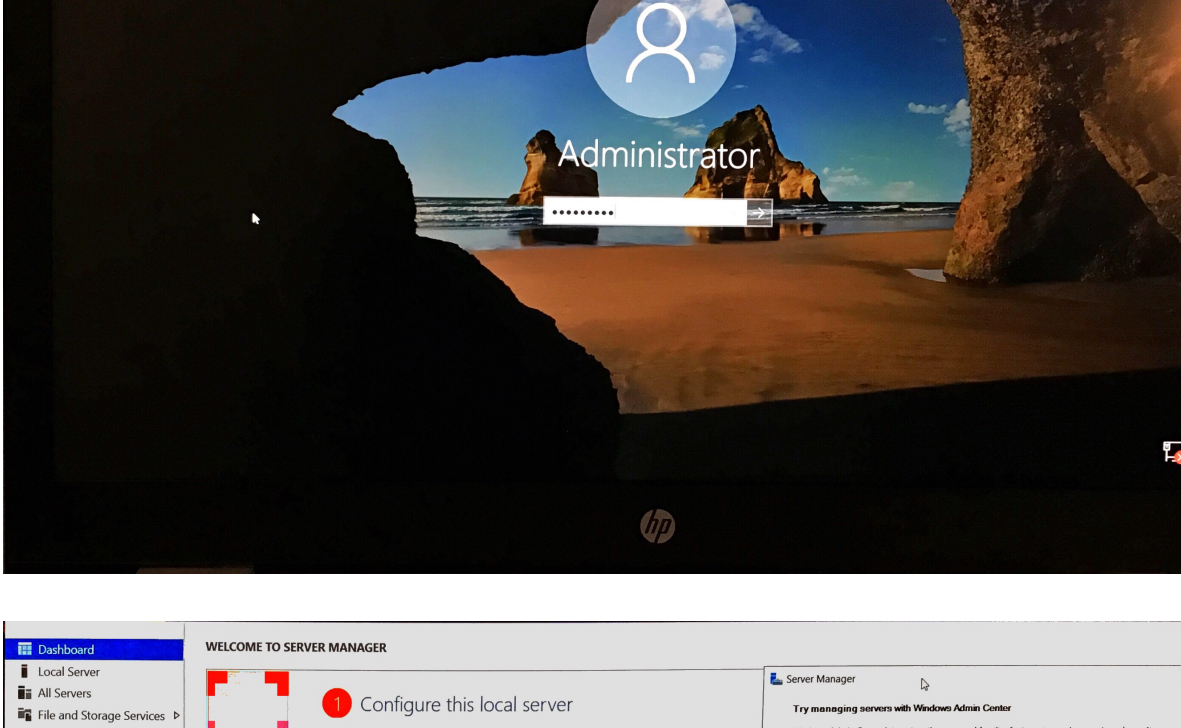 Administrator
hp
Dashboard
WELCOME TO SERVER MANAGER
Local Server
All Servers
File and Storage Services
1 Configure this local server
Server Manager
Try managing servers with Windows Admin Center